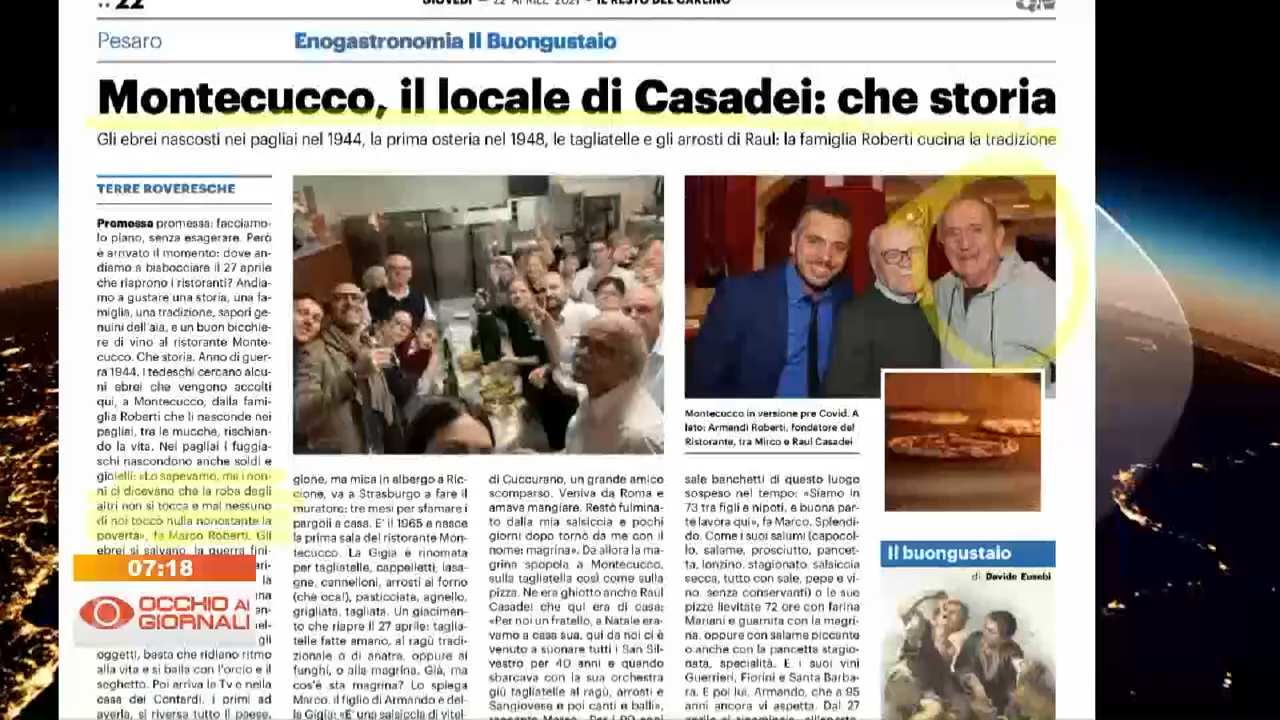 22
GIOVEDÌ — 22 APRILE 2021 – IL RESTO DEL CARLINO
Pesaro
Enogastronomia Il Buongustaio
Montecucco, il locale di Casadei: che storia
Gli ebrei nascosti nei pagliai nel 1944, la prima osteria nel 1948, le tagliatelle e gli arrosti di Raul: la famiglia Roberti cucina la tradizione
TERRE ROVERESCHE
Promessa promessa: facciamo-
lo piano, senza esagerare. Però
è arrivato il momento: dove an-
diamo a biabocciare il 27 aprile
che riaprono i ristoranti? Andia-
mo a gustare una storia, una fa-
miglia, una tradizione, sapori ge-
nuini dell'aia, e un buon bicchie-
re di vino al ristorante Monte-
cucco. Che storia. Anno di guer-
ra 1944. I tedeschi cercano alcu-
ni ebrei che vengono accolti
qui, a Montecucco, dalla fami-
glia Roberti che li nasconde nei
pagliai, tra le mucche, rischian-
do la vita. Nei pagliai i fuggia-
schi nascondono anche soldi e
gioielli: «Lo sapevamo, ma i non-
ni ci dicevano che la roba degli
altri non si tocca e mai nessuno
di noi toccò nulla nonostante la
povertà», fa Marco Roberti. Gli
ebrei si salvano, la guerra fini-
la
gli
oggetti, basta che ridiano ritmo
alla vita e si balla con l'orcio e il
seghetto. Poi arriva la Tv e nella
casa dei Contardi, i primi ad
averla, si riversa tutto il paese.
Montecucco in versione pre Covid. A
lato: Armandi Roberti, fondatore del
Ristorante, tra Mirco e Raul Casadei
gione, ma mica in albergo a Ric-
cione, va a Strasburgo a fare il
muratore: tre mesi per sfamare i
pargoli a casa. E' il 1965 e nasce
la prima sala del ristorante Mon-
tecucco. La Gigia è rinomata
per tagliatelle, cappelletti, lasa-
gne, cannelloni, arrosti al forno
(che oca!), pasticciata, agnello,
grigliata, tagliata. Un giacimen-
to che riapre il 27 aprile: taglia-
telle fatte amano, al ragù tradi-
zionale o di anatra, oppure ai
funghi, o alla magrina. Già, ma
cos'è sta magrina? Lo spiega
Marco, il figlio di Armando e del-
la Gigia: «E' una salsiccia di vitel-
di Cuccurano, un grande amico
scomparso. Veniva da Roma e
amava mangiare. Restò fulmina-
to dalla mia salsiccia e pochi
giorni dopo tornò da me con il
nome: magrina». Da allora la ma-
grina spopola a Montecucco,
sulla tagliatella così come sulla
pizza. Ne era ghiotto anche Raul
Casadei che qui era di casa:
«Per noi un fratello, a Natale era-
vamo a casa sua, qui da noi ci è
venuto a suonare tutti i San Sil-
vestro per 40 anni e quando
sbarcava con la sua orchestra
giù tagliatelle al ragù, arrosti e
Sangiovese e poi canti e balli»,
racconta Marco.
sale banchetti di questo luogo
sospeso nel tempo: «Siamo in
73 tra figli e nipoti, e buona par-
te lavora qui», fa Marco. Splendi-
do. Come i suoi salumi (capocol-
lo, salame, prosciutto, pancet-
ta, lonzino, stagionato, salsiccia
secca, tutto con sale, pepe e vi-
no, senza conservanti) o le sue
pizze lievitate 72 ore con farina
Mariani e guarnita con la magri-
na, oppure con salame piccante
o anche con la pancetta stagio-
nata, specialità. E i suoi vini
Guerrieri, Fiorini e Santa Barba-
ra. E poi lui, Armando, che a 95
anni ancora vi aspetta. Dal 27
Il buongustaio
di Davide Eusebi
07:18
OCCHIO AI
GIORNALI